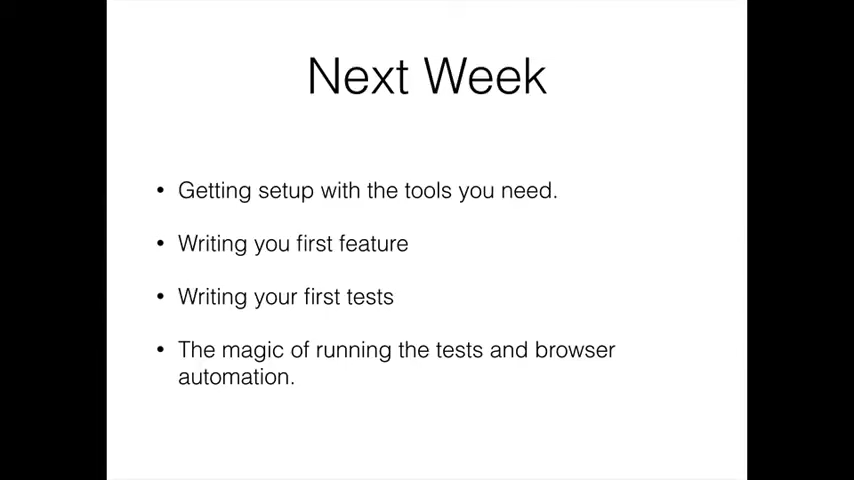 Next Week
• Getting setup with the tools you need.
• Writing you first feature
• Writing your first tests
• The magic of running the tests and browser
automation.